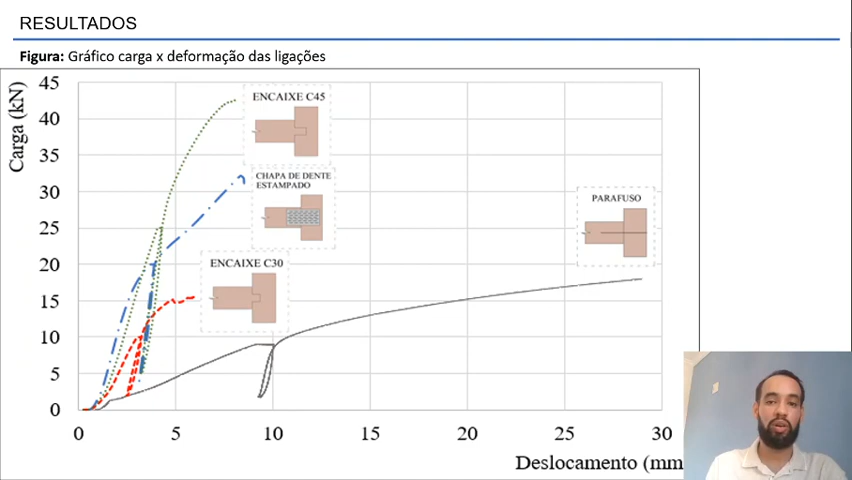 RESULTADOS
Figura: Gráfico carga x deformação das ligações
Carga (kN)
45
40
35
30
25
20
15
10
5
0
ENCAIXE C45
CHAPA DE DENTE
ESTAMPADO
PARAFUSO
ENCAIXE C30
0 5 10 15 20 25 30
Deslocamento (mm